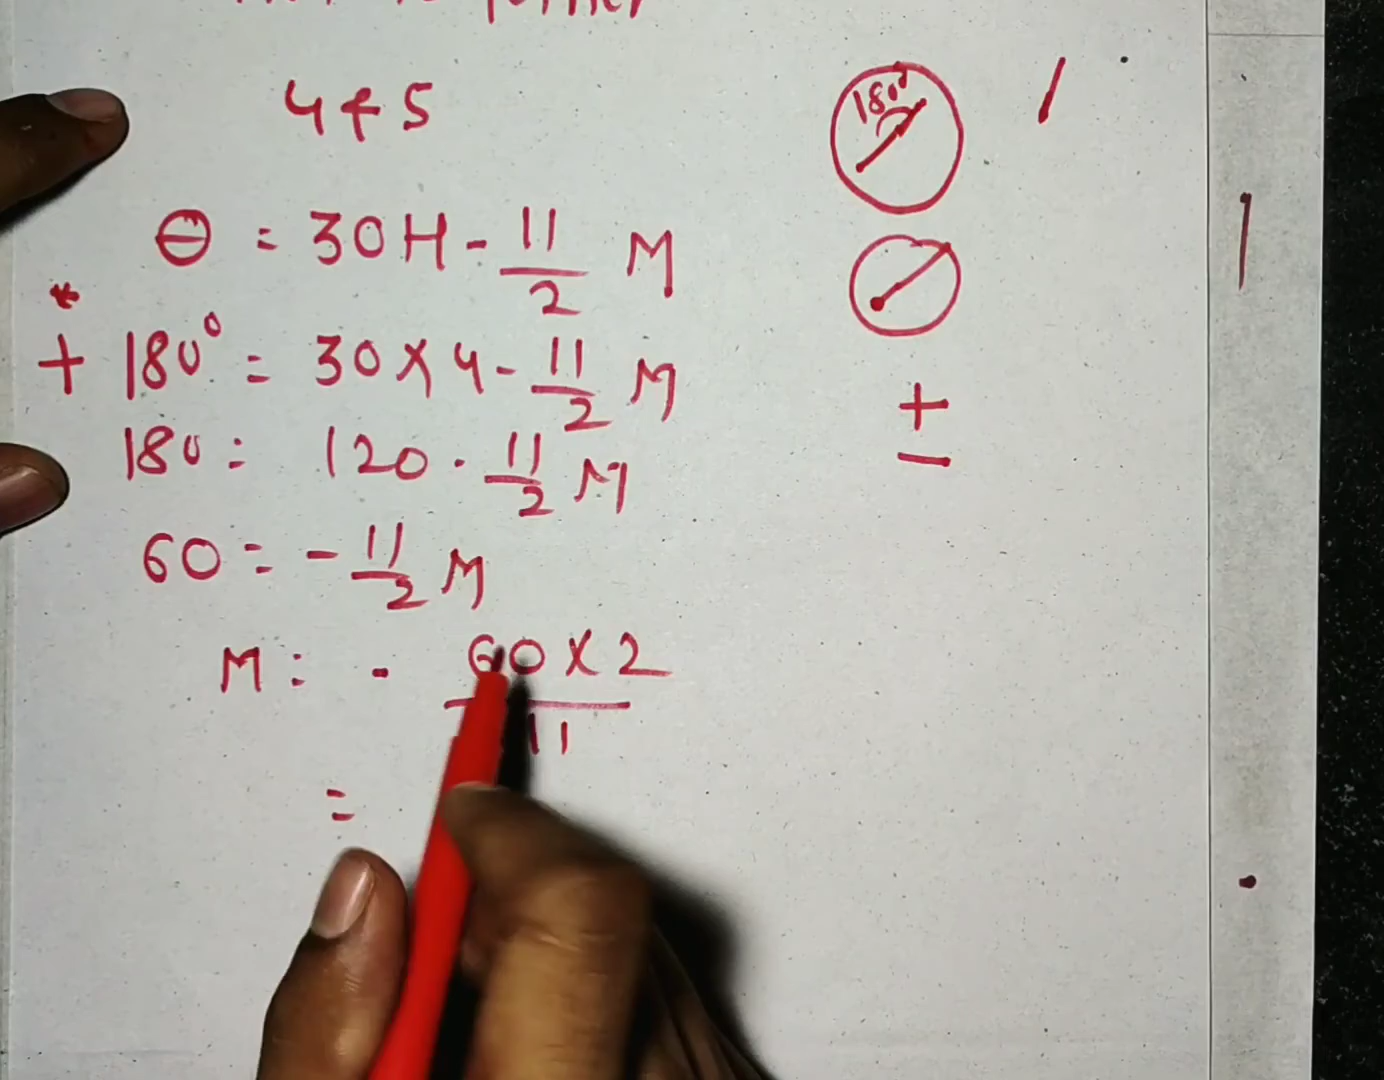 4 & 5
180°
θ = 30H - 11/2 M
*
+ 180° = 30 × 4 - 11/2 M
+
180 = 120 - 11/2 M
-
60 = - 11/2 M
M = - 60 × 2 / 11
=